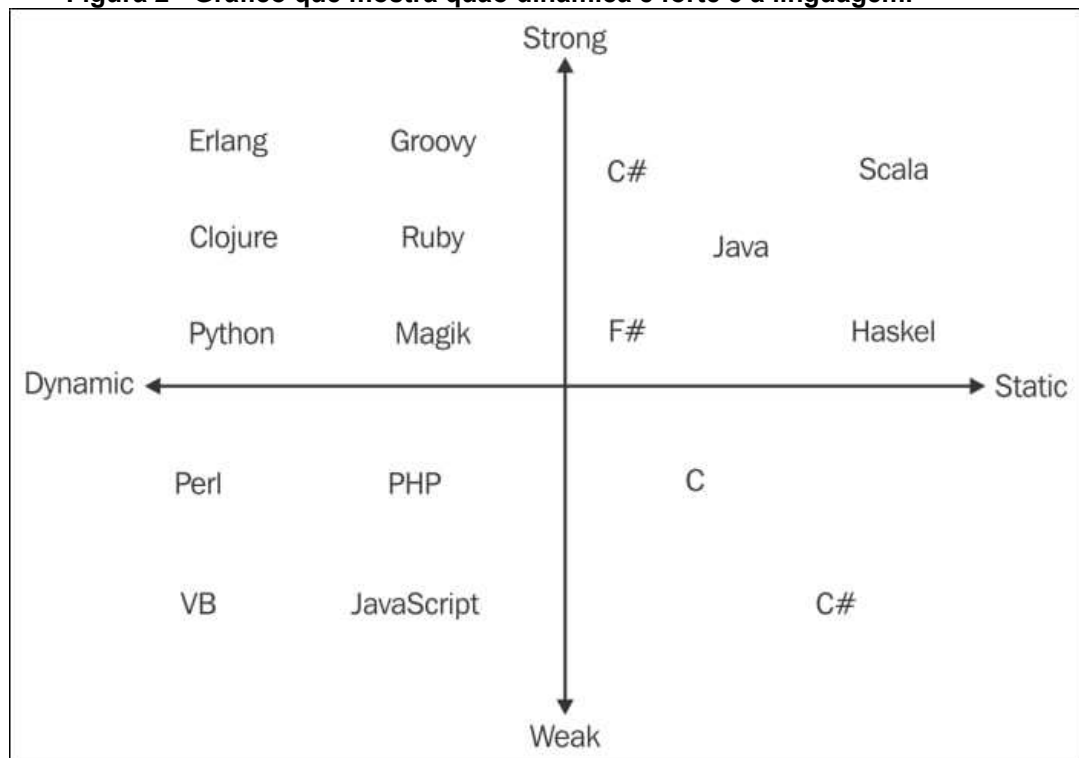 Figura 2 - Gráfico que mostra quão dinâmica e forte é a linguagem.
Strong
Erlang Groovy
C# Scala
Clojure Ruby Java
Python Magik F# Haskel
Dynamic Static
Perl PHP C
VB JavaScript C#
Weak